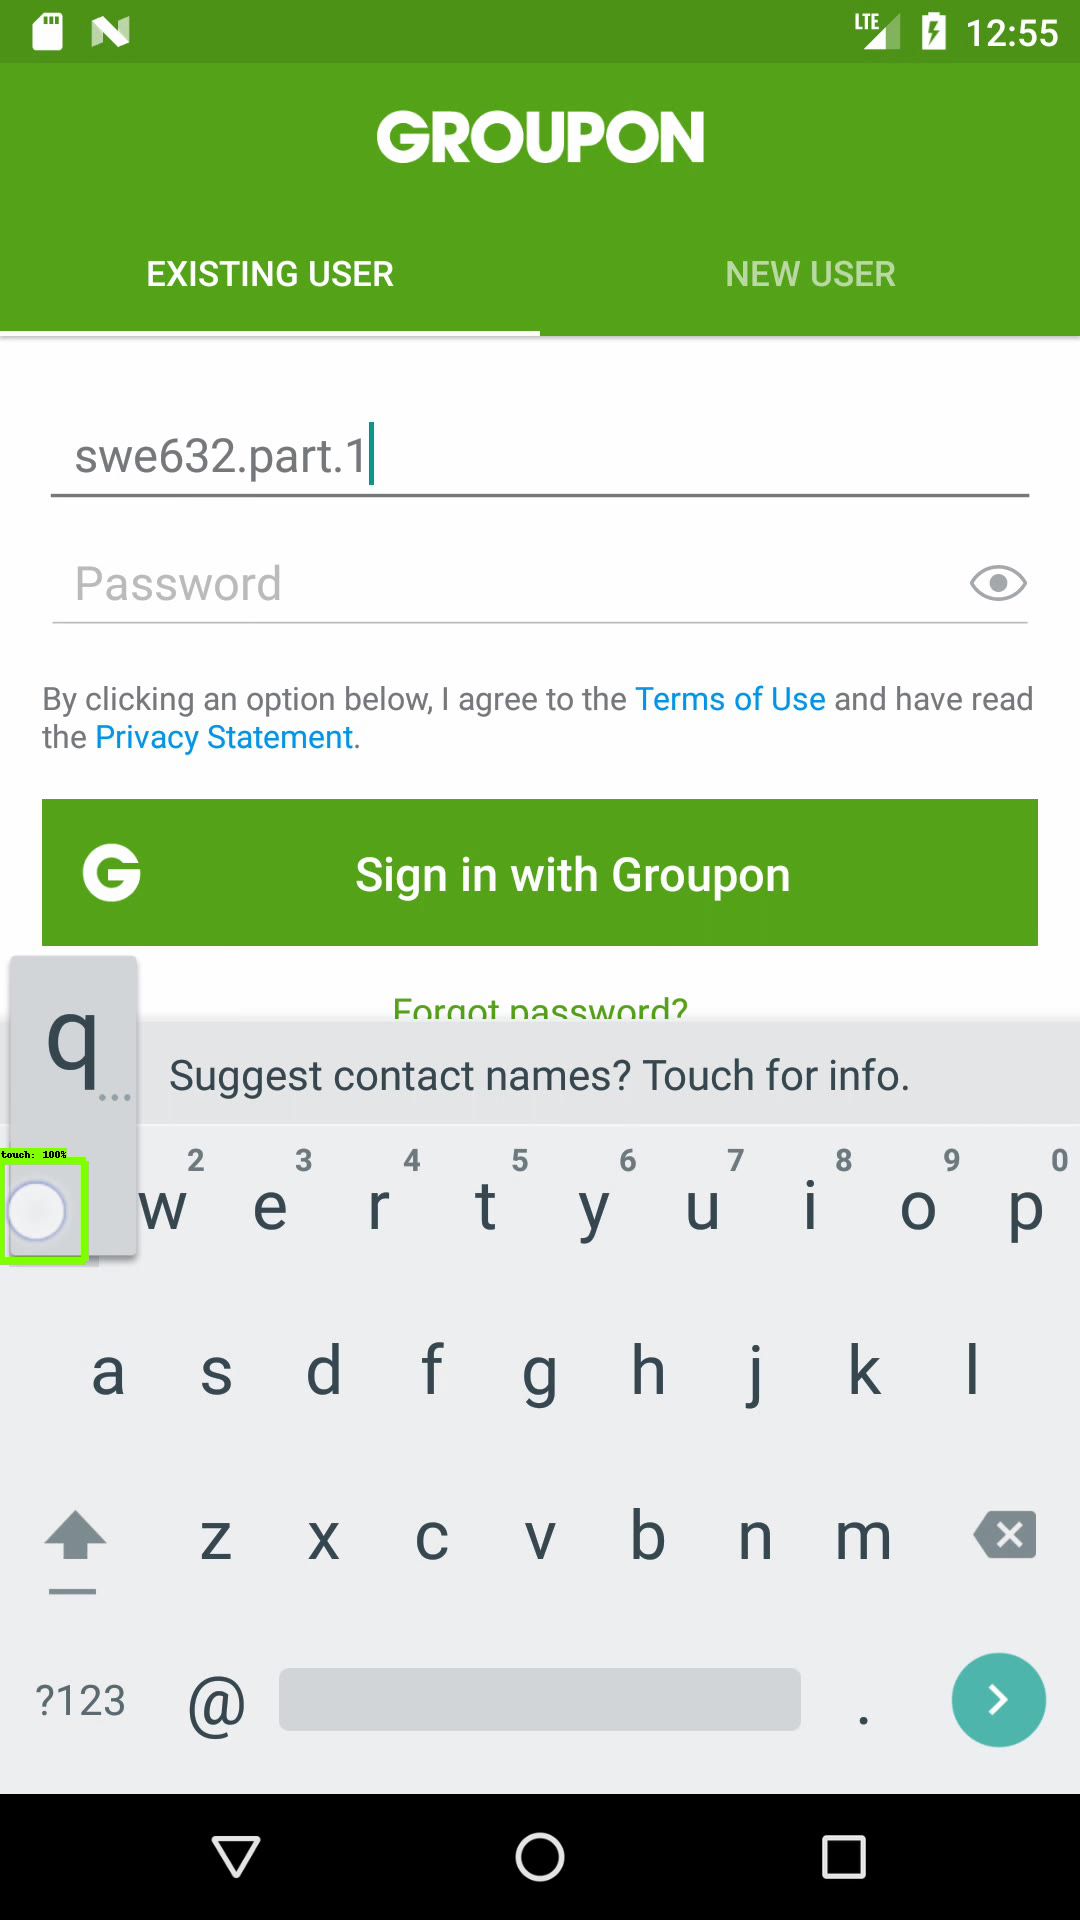 LTE 12:55
GROUPON
EXISTING USER NEW USER
swe632.part.1
Password
By clicking an option below, I agree to the Terms of Use and have read
the Privacy Statement.
G Sign in with Groupon
Forgot password?
q...
Suggest contact names? Touch for info.
touch: 100%
2 3 4 5 6 7 8 9 0
w e r t y u i o p
a s d f g h j k l
z x c v b n m
?123 @ .